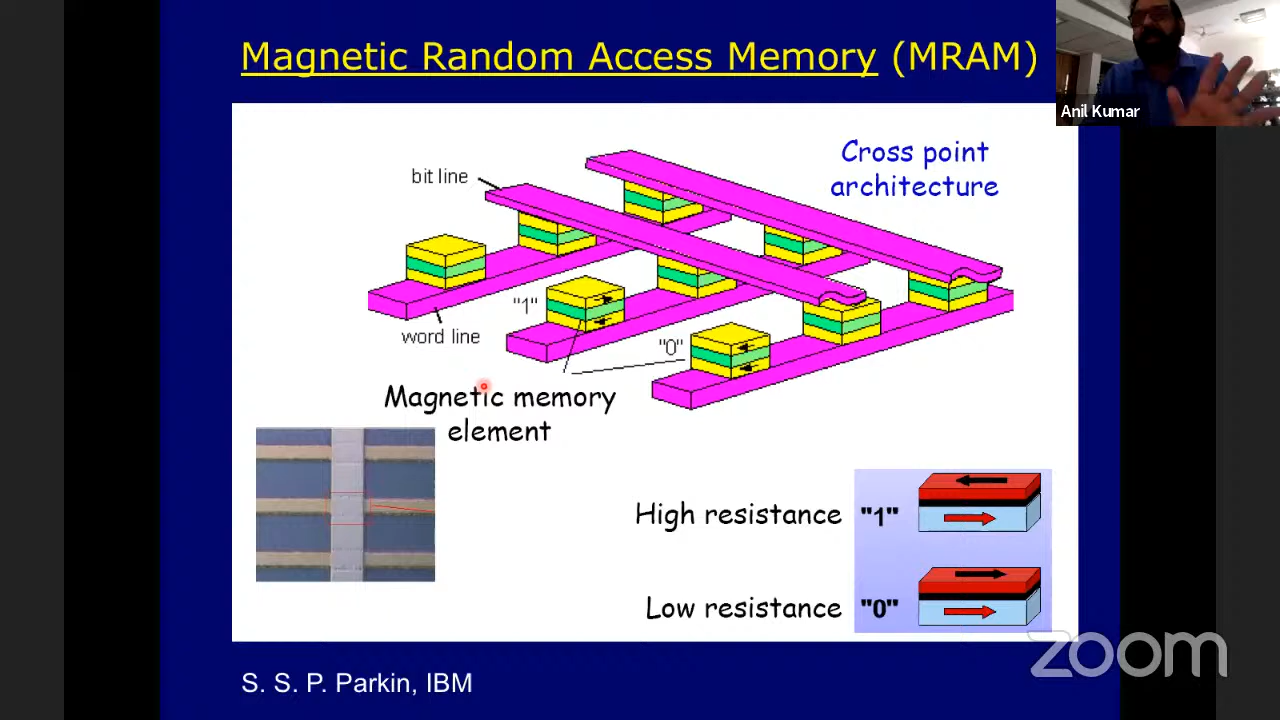 Magnetic Random Access Memory (MRAM)
Anil Kumar
Cross point
architecture
bit line
"1"
word line
"0"
Magnetic memory
element
High resistance "1"
Low resistance "0"
zoom
S. S. P. Parkin, IBM